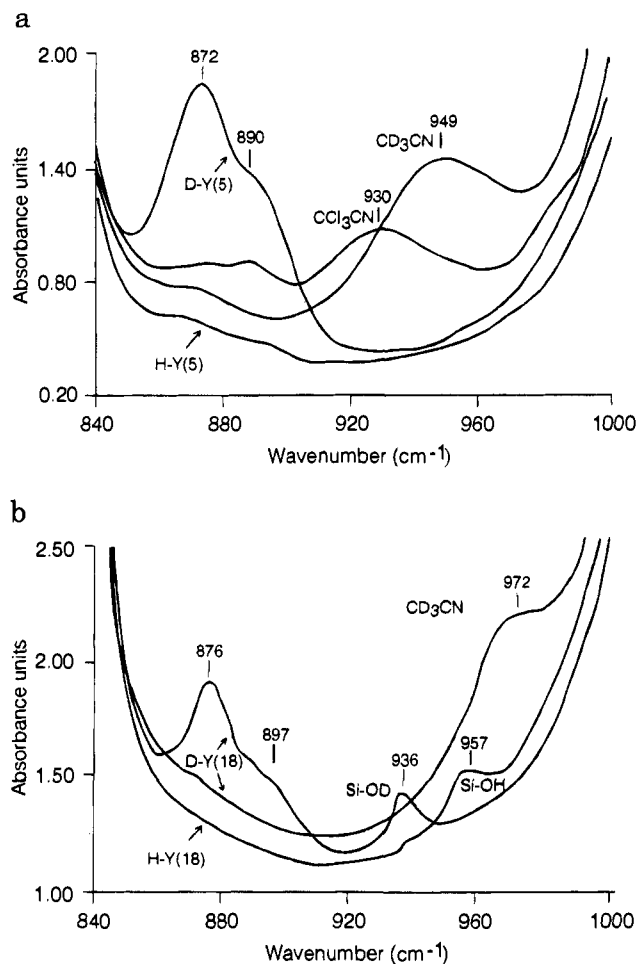 a
2.00
1.40
0.80
0.20
Absorbance units
872
890
D-Y(5)
CD₃CN
949
CCl₃CN
930
H-Y(5)
840
880
920
960
1000
Wavenumber (cm⁻¹)
b
2.50
2.00
1.50
1.00
Absorbance units
876
897
D-Y(18)
CD₃CN
972
936
957
Si-OD
Si-OH
H-Y(18)
840
880
920
960
1000
Wavenumber (cm⁻¹)